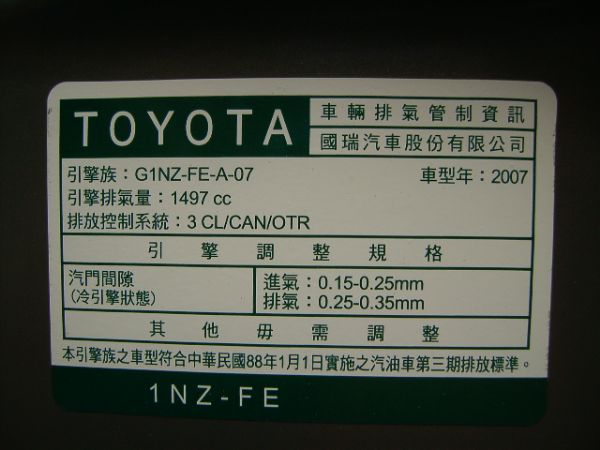 TOYOTA
車輛排氣管制資訊
國瑞汽車股份有限公司
引擎族：G1NZ-FE-A-07 車型年：2007
引擎排氣量：1497 cc
排放控制系統：3 CL/CAN/OTR
引擎調整規格
汽門間隙
(冷引擎狀態)
進氣：0.15-0.25mm
排氣：0.25-0.35mm
其他毋需調整
本引擎族之車型符合中華民國88年1月1日實施之汽油車第三期排放標準。
1NZ-FE